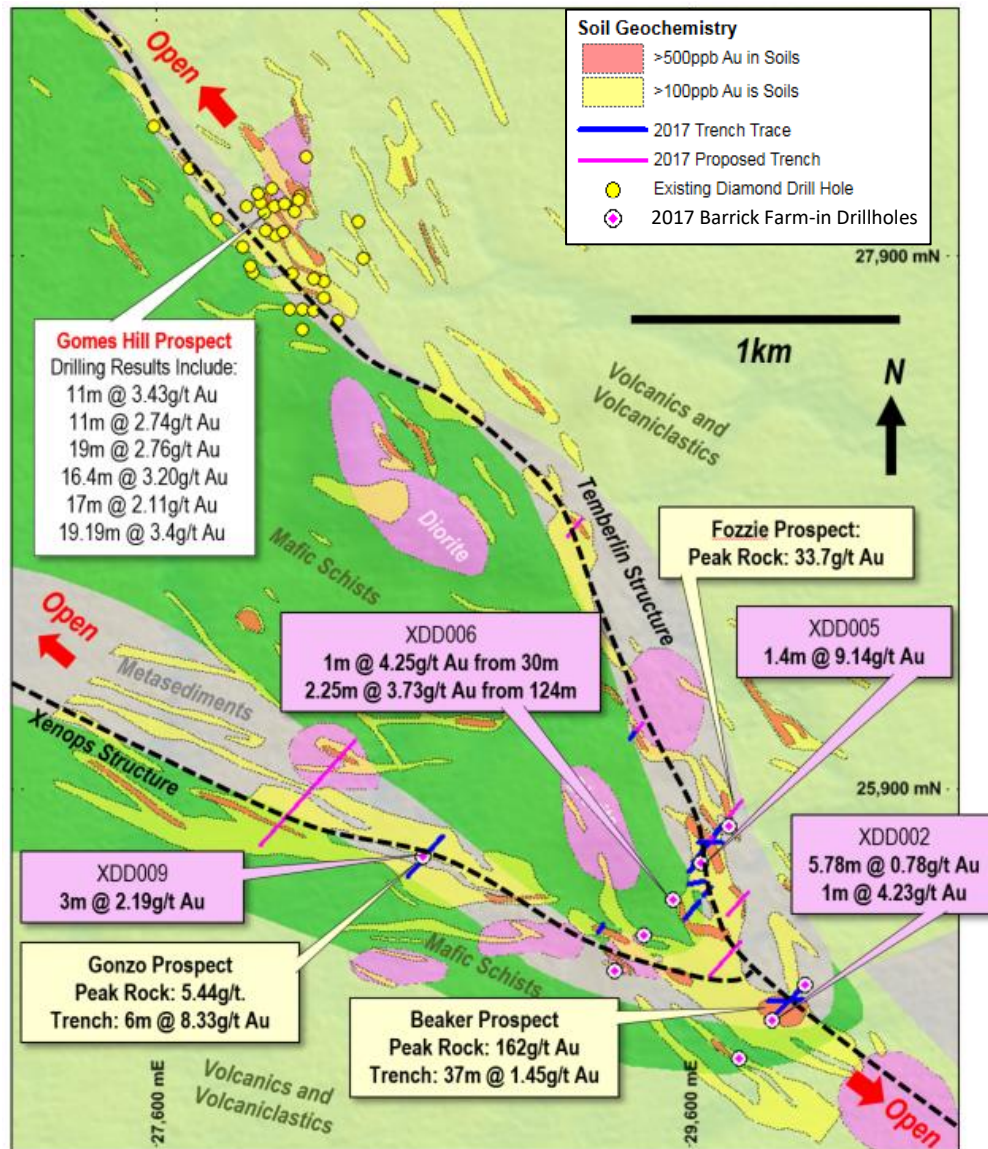 Soil Geochemistry
>500ppb Au in Soils
>100ppb Au is Soils
2017 Trench Trace
2017 Proposed Trench
Existing Diamond Drill Hole
2017 Barrick Farm-in Drillholes
Open
27,900 mN
1km
N
Gomes Hill Prospect
Drilling Results Include:
11m @ 3.43g/t Au
11m @ 2.74g/t Au
19m @ 2.76g/t Au
16.4m @ 3.20g/t Au
17m @ 2.11g/t Au
19.19m @ 3.4g/t Au
Volcanics and
Volcaniclastics
Diorite
Mafic Schists
Temberlin Structure
Fozzie Prospect:
Peak Rock: 33.7g/t Au
Open
Metasediments
Xenops Structure
XDD006
1m @ 4.25g/t Au from 30m
2.25m @ 3.73g/t Au from 124m
XDD005
1.4m @ 9.14g/t Au
25,900 mN
XDD002
5.78m @ 0.78g/t Au
1m @ 4.23g/t Au
XDD009
3m @ 2.19g/t Au
Gonzo Prospect
Peak Rock: 5.44g/t.
Trench: 6m @ 8.33g/t Au
Mafic Schists
Beaker Prospect
Peak Rock: 162g/t Au
Trench: 37m @ 1.45g/t Au
Volcanics and
Volcaniclastics
27,600 mE
29,600 mE
Open